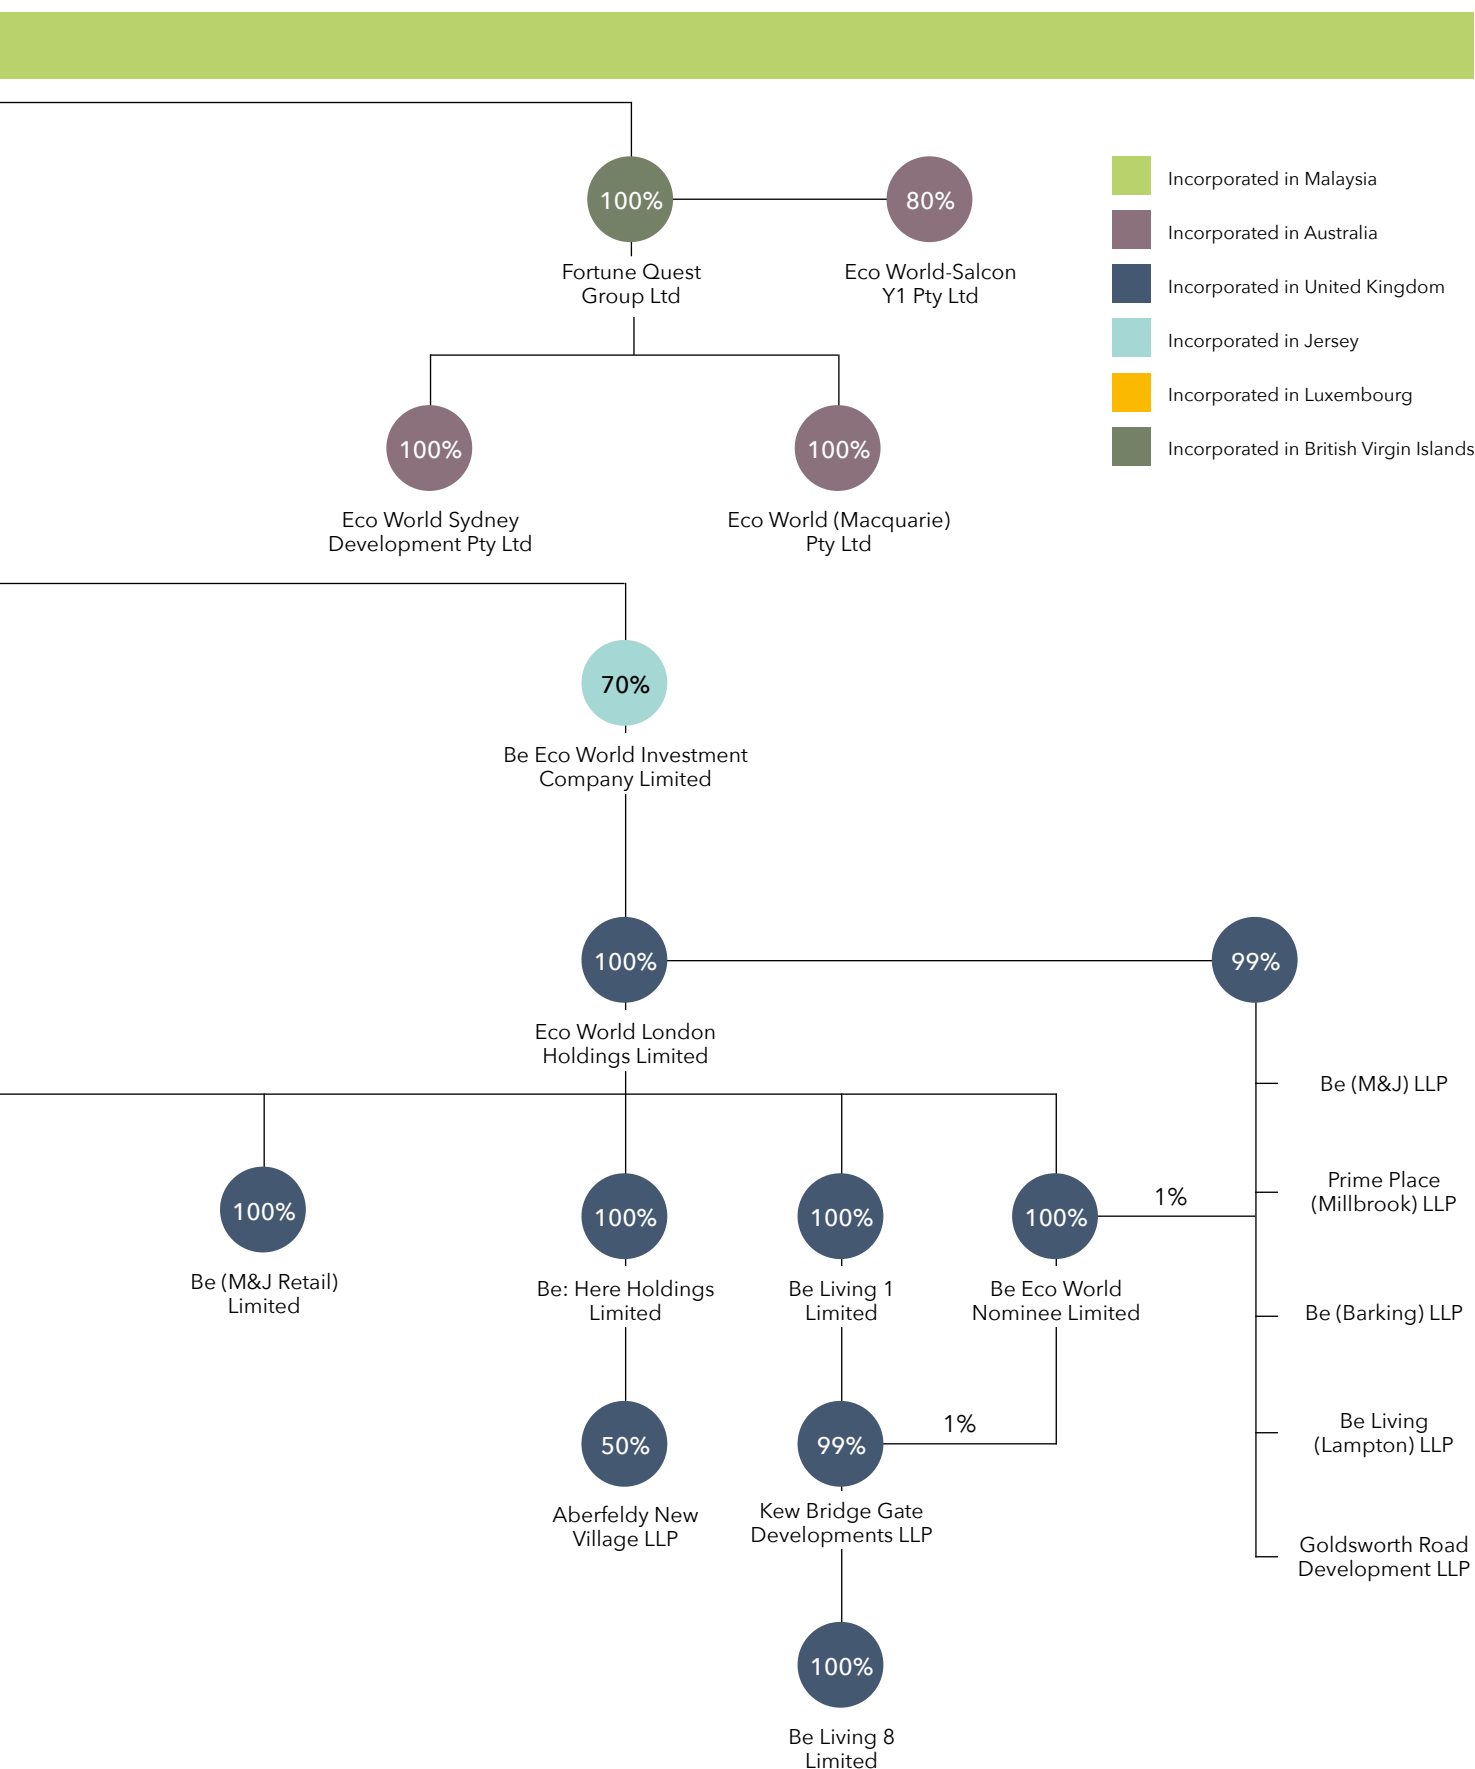 100%
80%
Fortune Quest
Group Ltd
Eco World-Salcon
Y1 Pty Ltd
Incorporated in Malaysia
Incorporated in Australia
Incorporated in United Kingdom
Incorporated in Jersey
Incorporated in Luxembourg
Incorporated in British Virgin Islands
100%
100%
Eco World Sydney
Development Pty Ltd
Eco World (Macquarie)
Pty Ltd
70%
Be Eco World Investment
Company Limited
100%
99%
Eco World London
Holdings Limited
Be (M&J) LLP
Prime Place
(Millbrook) LLP
Be (Barking) LLP
Be Living
(Lampton) LLP
Goldsworth Road
Development LLP
100%
100%
100%
100%
1%
Be (M&J Retail)
Limited
Be: Here Holdings
Limited
Be Living 1
Limited
Be Eco World
Nominee Limited
50%
99%
1%
Aberfeldy New
Village LLP
Kew Bridge Gate
Developments LLP
100%
Be Living 8
Limited